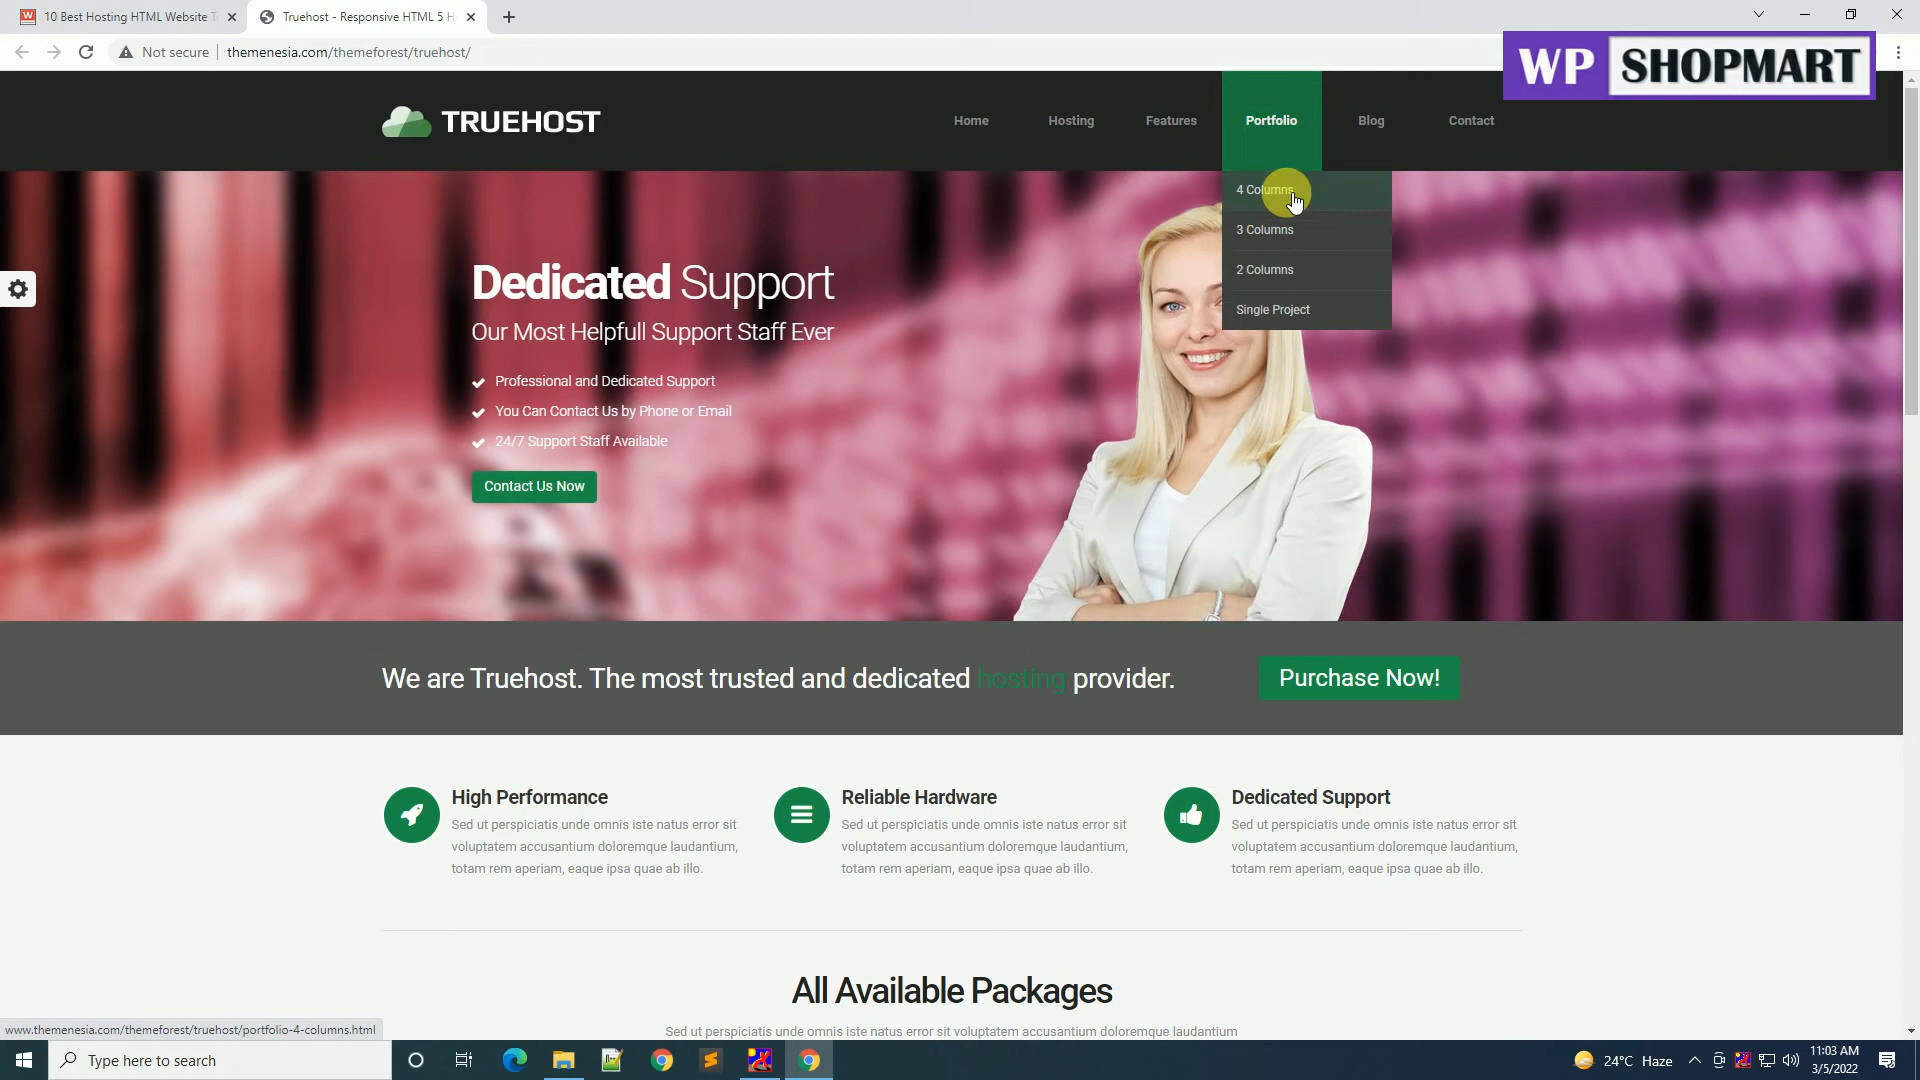 10 Best Hosting HTML Website T
Truehost - Responsive HTML 5 H
Not secure
themenesia.com/themeforest/truehost/
WP SHOPMART
TRUEHOST
Home
Hosting
Features
Portfolio
Blog
Contact
4 Columns
3 Columns
2 Columns
Single Project
Dedicated Support
Our Most Helpfull Support Staff Ever
Professional and Dedicated Support
You Can Contact Us by Phone or Email
24/7 Support Staff Available
Contact Us Now
We are Truehost. The most trusted and dedicated hosting provider.
Purchase Now!
High Performance
Sed ut perspiciatis unde omnis iste natus error sit
voluptatem accusantium doloremque laudantium,
totam rem aperiam, eaque ipsa quae ab illo.
Reliable Hardware
Sed ut perspiciatis unde omnis iste natus error sit
voluptatem accusantium doloremque laudantium,
totam rem aperiam, eaque ipsa quae ab illo.
Dedicated Support
Sed ut perspiciatis unde omnis iste natus error sit
voluptatem accusantium doloremque laudantium,
totam rem aperiam, eaque ipsa quae ab illo.
All Available Packages
Sed ut perspiciatis unde omnis iste natus error sit voluptatem accusantium doloremque laudantium
www.themenesia.com/themeforest/truehost/portfolio-4-columns.html
Type here to search
24°C Haze
11:03 AM
3/5/2022